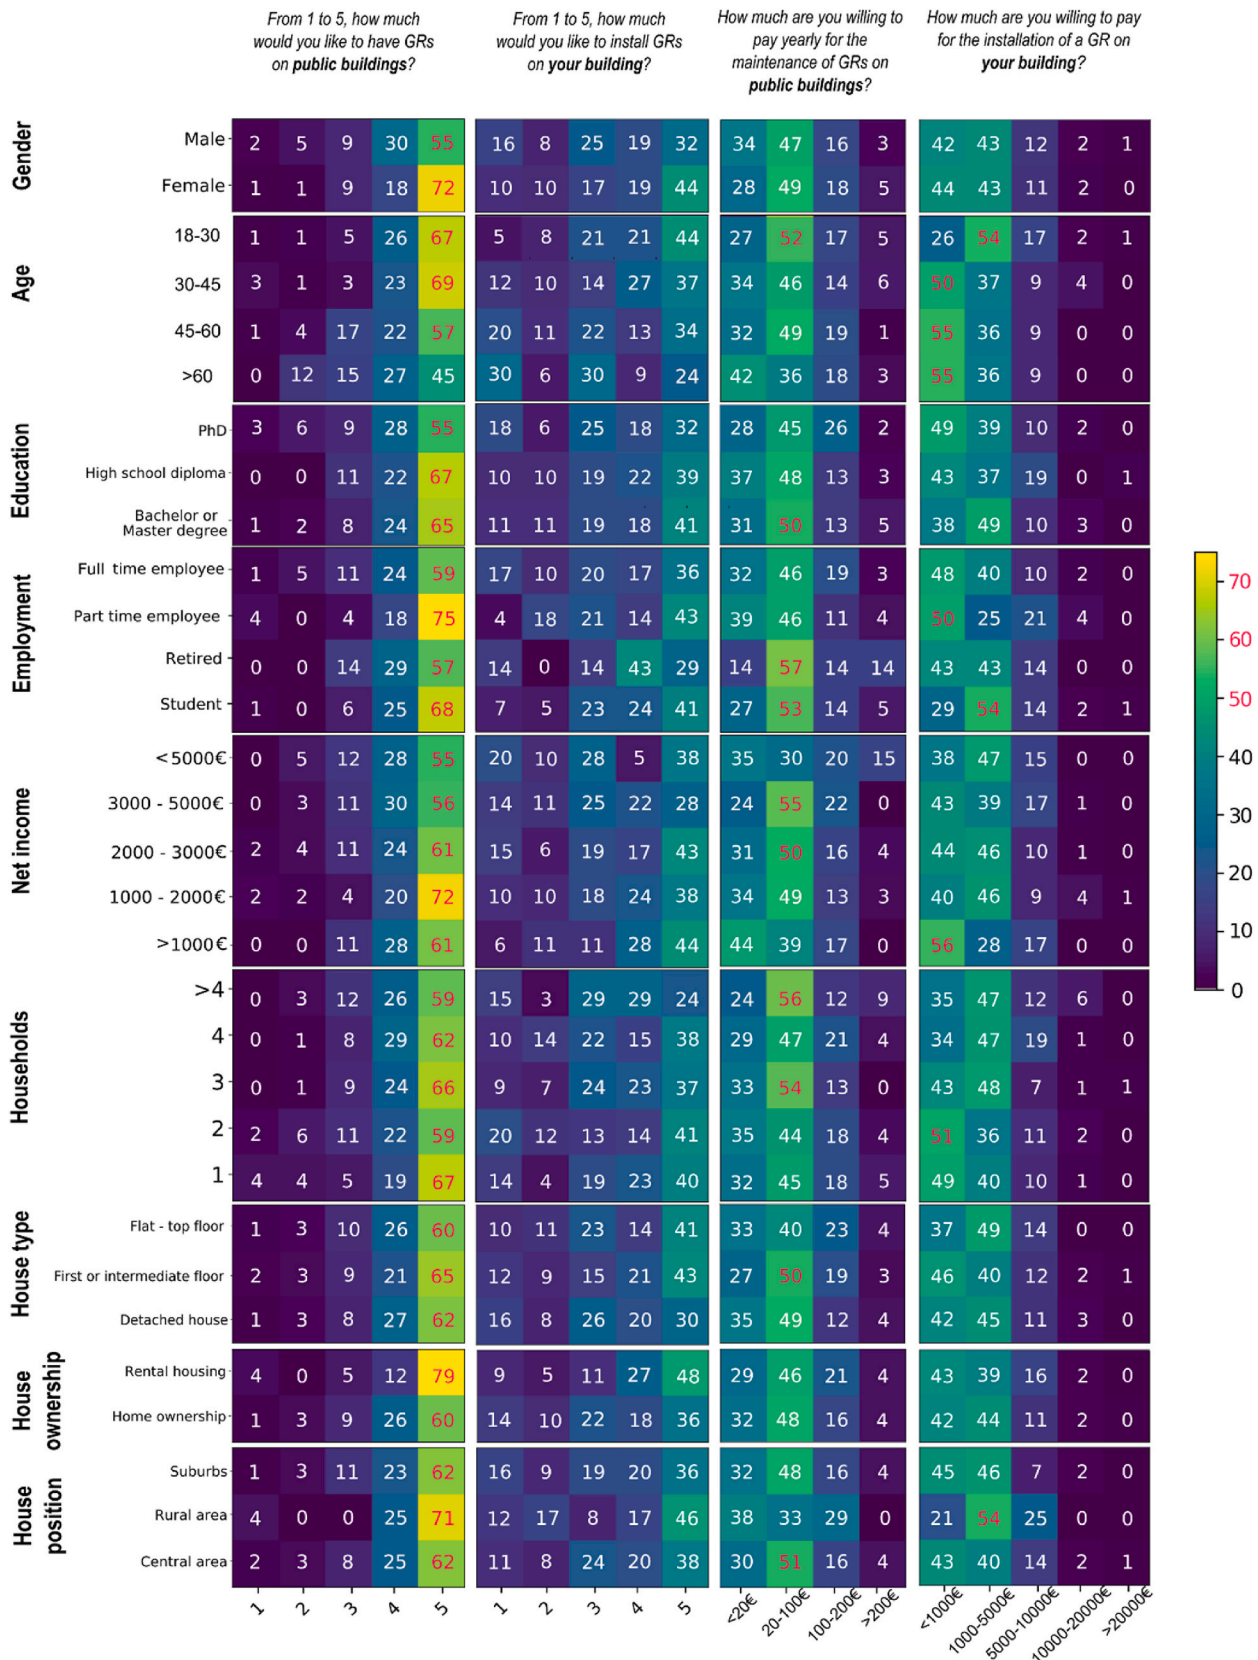 From 1 to 5, how much
would you like to have GRs
on public buildings?
From 1 to 5, how much
would you like to install GRs
on your building?
How much are you willing to
pay yearly for the
maintenance of GRs on
public buildings?
How much are you willing to pay
for the installation of a GR on
your building?
Gender
Male 2 5 9 30 55 16 8 25 19 32 34 47 16 3 42 43 12 2 1
Female 1 1 9 18 72 10 10 17 19 44 28 49 18 5 44 43 11 2 0
Age
18-30 1 1 5 26 67 5 8 21 21 44 27 52 17 5 26 54 17 2 1
30-45 3 1 3 23 69 12 10 14 27 37 34 46 14 6 50 37 9 4 0
45-60 1 4 17 22 57 20 11 22 13 34 32 49 19 1 55 36 9 0 0
>60 0 12 15 27 45 30 6 30 9 24 42 36 18 3 55 36 9 0 0
Education
PhD 3 6 9 28 55 18 6 25 18 32 28 45 26 2 49 39 10 2 0
High school diploma 0 0 11 22 67 10 10 19 22 39 37 48 13 3 43 37 19 0 1
Bachelor or
Master degree 1 2 8 24 65 11 11 19 18 41 31 50 13 5 38 49 10 3 0
Employment
Full time employee 1 5 11 24 59 17 10 20 17 36 32 46 19 3 48 40 10 2 0
Part time employee 4 0 4 18 75 4 18 21 14 43 39 46 11 4 50 25 21 4 0
Retired 0 0 14 29 57 14 0 14 43 29 14 57 14 14 43 43 14 0 0
Student 1 0 6 25 68 7 5 23 24 41 27 53 14 5 29 54 14 2 1
Net income
<5000€ 0 5 12 28 55 20 10 28 5 38 35 30 20 15 38 47 15 0 0
3000 - 5000€ 0 3 11 30 56 14 11 25 22 28 24 55 22 0 43 39 17 1 0
2000 - 3000€ 2 4 11 24 61 15 6 19 17 43 31 50 16 4 44 46 10 1 0
1000 - 2000€ 2 2 4 20 72 10 10 18 24 38 34 49 13 3 40 46 9 4 1
>1000€ 0 0 11 28 61 6 11 11 28 44 44 39 17 0 56 28 17 0 0
Households
>4 0 3 12 26 59 15 3 29 29 24 24 56 12 9 35 47 12 6 0
4 0 1 8 29 62 10 14 22 15 38 29 47 21 4 34 47 19 1 0
3 0 1 9 24 66 9 7 24 23 37 33 54 13 0 43 48 7 1 1
2 2 6 11 22 59 20 12 13 14 41 35 44 18 4 51 36 11 2 0
1 4 4 5 19 67 14 4 19 23 40 32 45 18 5 49 40 10 1 0
House type
Flat - top floor 1 3 10 26 60 10 11 23 14 41 33 40 23 4 37 49 14 0 0
First or intermediate floor 2 3 9 21 65 12 9 15 21 43 27 50 19 3 46 40 12 2 1
Detached house 1 3 8 27 62 16 8 26 20 30 35 49 12 4 42 45 11 3 0
House
ownership
Rental housing 4 0 5 12 79 9 5 11 27 48 29 46 21 4 43 39 16 2 0
Home ownership 1 3 9 26 60 14 10 22 18 36 32 48 16 4 42 44 11 2 0
House
position
Suburbs 1 3 11 23 62 16 9 19 20 36 32 48 16 4 45 46 7 2 0
Rural area 4 0 0 25 71 12 17 8 17 46 38 33 29 0 21 54 25 0 0
Central area 2 3 8 25 62 11 8 24 20 38 30 51 16 4 43 40 14 2 1
1 2 3 4 5 1 2 3 4 5 <20€ 20-100€ 100-200€ >200€ <1000€ 1000-5000€ 5000-10000€ 10000-20000€ >20000€
70
60
50
40
30
20
10
0